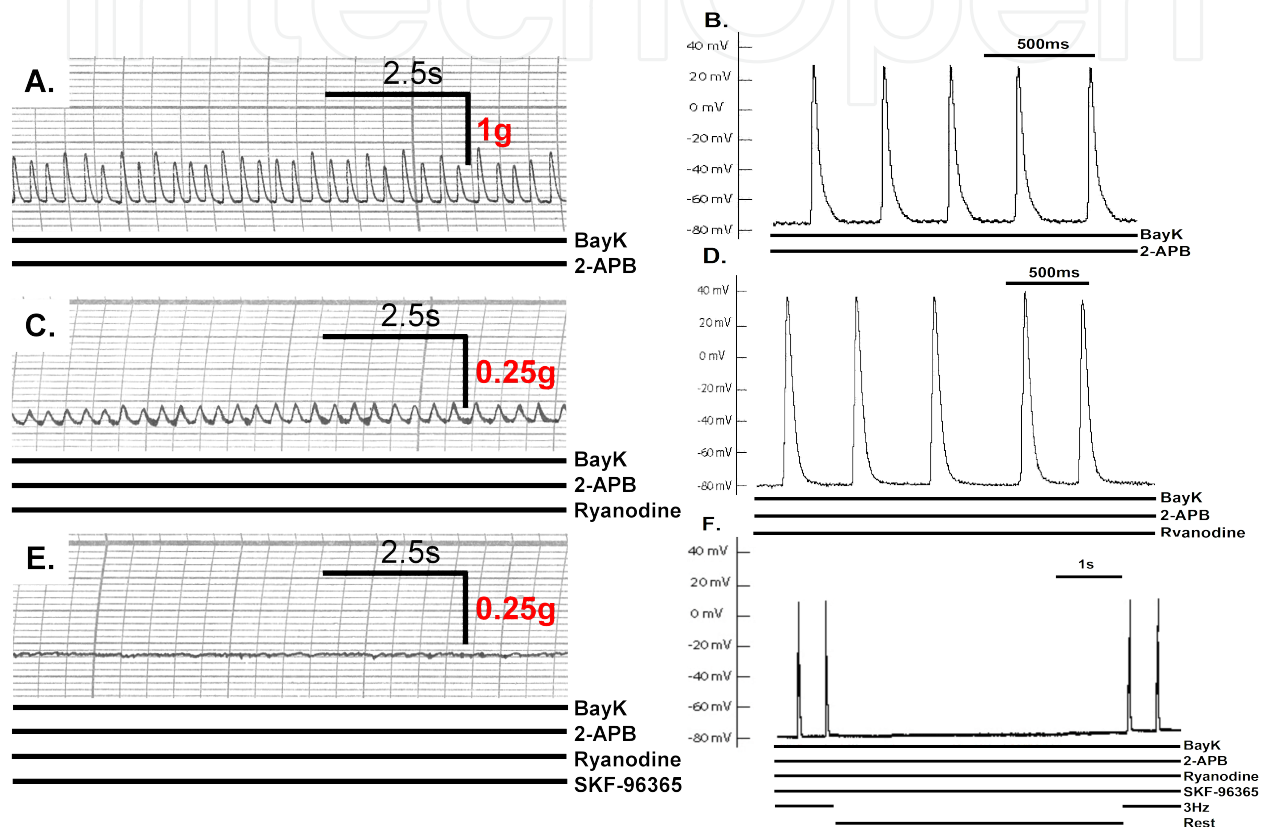 intechopen
A.
2.5s
1g
BayK
2-APB
B.
500ms
40 mV
20 mV
0 mV
-20 mV
-40 mV
-60 mV
-80 mV
BayK
2-APB
C.
2.5s
0.25g
BayK
2-APB
Ryanodine
D.
500ms
40 mV
20 mV
0 mV
-20 mV
-40 mV
-60 mV
-80 mV
BayK
2-APB
Ryanodine
E.
2.5s
0.25g
BayK
2-APB
Ryanodine
SKF-96365
F.
1s
40 mV
20 mV
0 mV
-20 mV
-40 mV
-60 mV
-80 mV
BayK
2-APB
Ryanodine
SKF-96365
3Hz
Rest